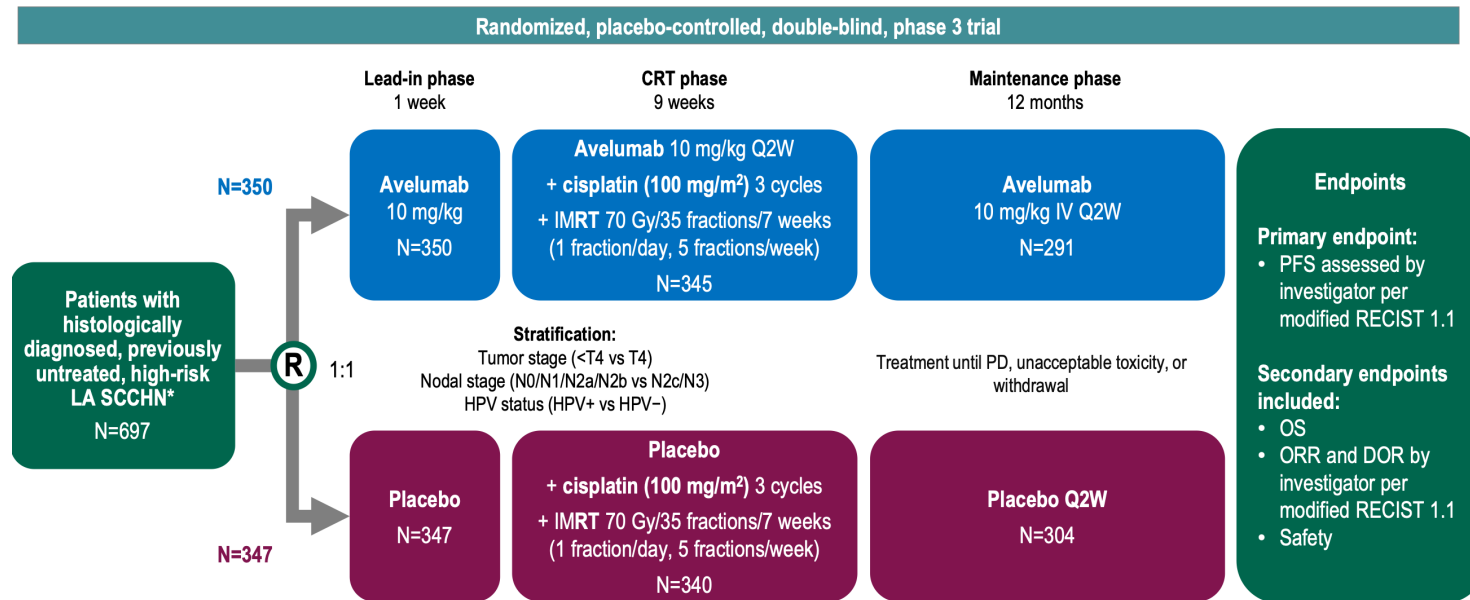 Randomized, placebo-controlled, double-blind, phase 3 trial
Lead-in phase
1 week
CRT phase
9 weeks
Maintenance phase
12 months
N=350
Avelumab
10 mg/kg
N=350
Avelumab 10 mg/kg Q2W
+ cisplatin (100 mg/m²) 3 cycles
+ IMRT 70 Gy/35 fractions/7 weeks
(1 fraction/day, 5 fractions/week)
N=345
Avelumab
10 mg/kg IV Q2W
N=291
Patients with
histologically
diagnosed, previously
untreated, high-risk
LA SCCHN*
N=697
R
1:1
Stratification:
Tumor stage (<T4 vs T4)
Nodal stage (N0/N1/N2a/N2b vs N2c/N3)
HPV status (HPV+ vs HPV−)
Treatment until PD, unacceptable toxicity, or
withdrawal
N=347
Placebo
N=347
Placebo
+ cisplatin (100 mg/m²) 3 cycles
+ IMRT 70 Gy/35 fractions/7 weeks
(1 fraction/day, 5 fractions/week)
N=340
Placebo Q2W
N=304
Endpoints
Primary endpoint:
• PFS assessed by
investigator per
modified RECIST 1.1
Secondary endpoints
included:
• OS
• ORR and DOR by
investigator per
modified RECIST 1.1
• Safety